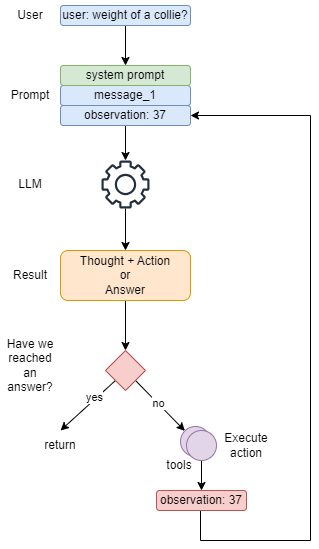 User
user: weight of a collie?
system prompt
Prompt
message_1
observation: 37
LLM
Result
Thought + Action
or
Answer
Have we
reached
an
answer?
yes
no
return
tools
Execute
action
observation: 37